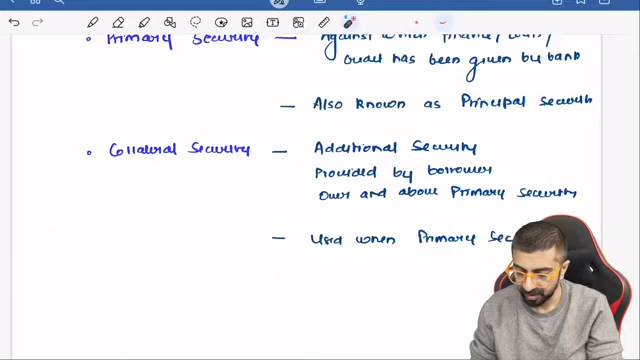 • Primary Security — Against which finance/loan/
credit has been given by bank
— Also known as Principal Security
• Collateral Security — Additional Security
Provided by borrower
Over and above Primary security
— Used when Primary Sec